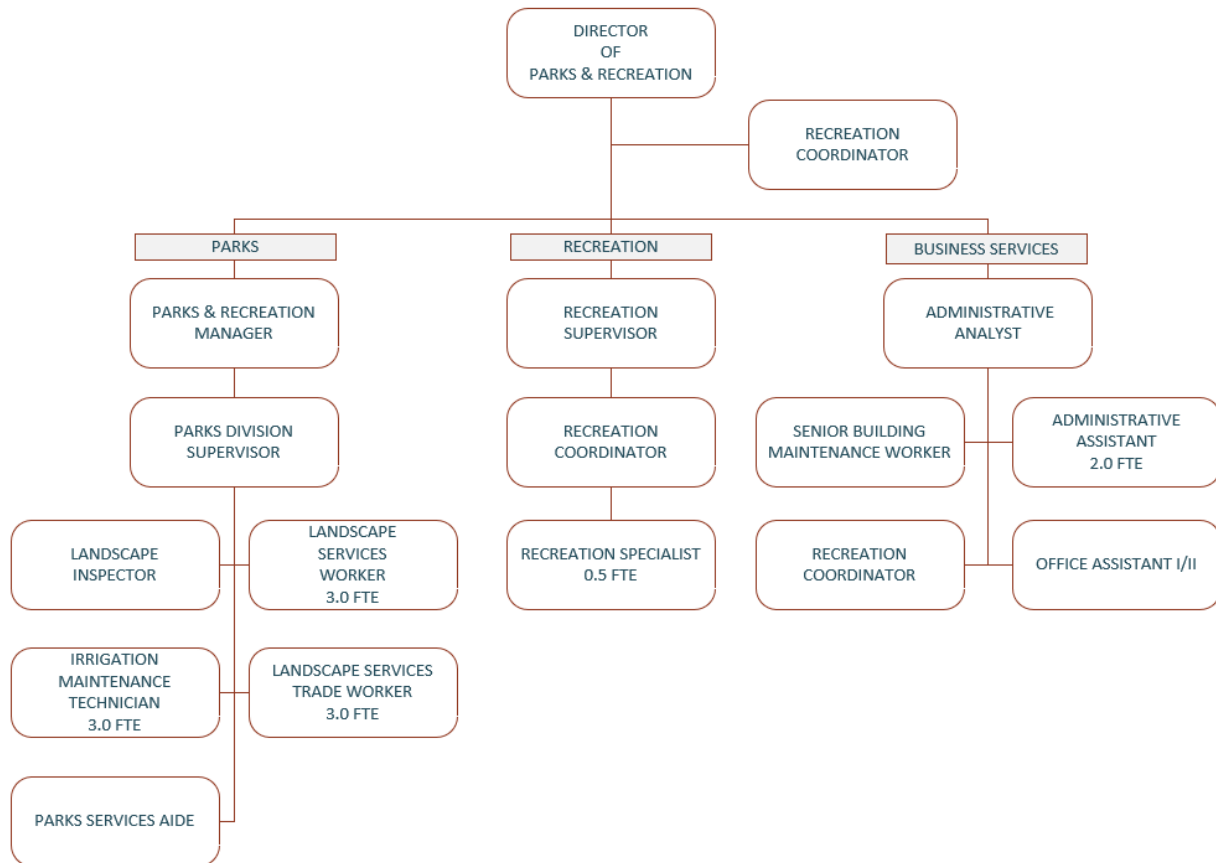 DIRECTOR
OF
PARKS & RECREATION
RECREATION
COORDINATOR
PARKS
RECREATION
BUSINESS SERVICES
PARKS & RECREATION
MANAGER
RECREATION
SUPERVISOR
ADMINISTRATIVE
ANALYST
PARKS DIVISION
SUPERVISOR
RECREATION
COORDINATOR
SENIOR BUILDING
MAINTENANCE WORKER
ADMINISTRATIVE
ASSISTANT
2.0 FTE
LANDSCAPE
INSPECTOR
LANDSCAPE
SERVICES
WORKER
3.0 FTE
RECREATION SPECIALIST
0.5 FTE
RECREATION
COORDINATOR
OFFICE ASSISTANT I/II
IRRIGATION
MAINTENANCE
TECHNICIAN
3.0 FTE
LANDSCAPE SERVICES
TRADE WORKER
3.0 FTE
PARKS SERVICES AIDE